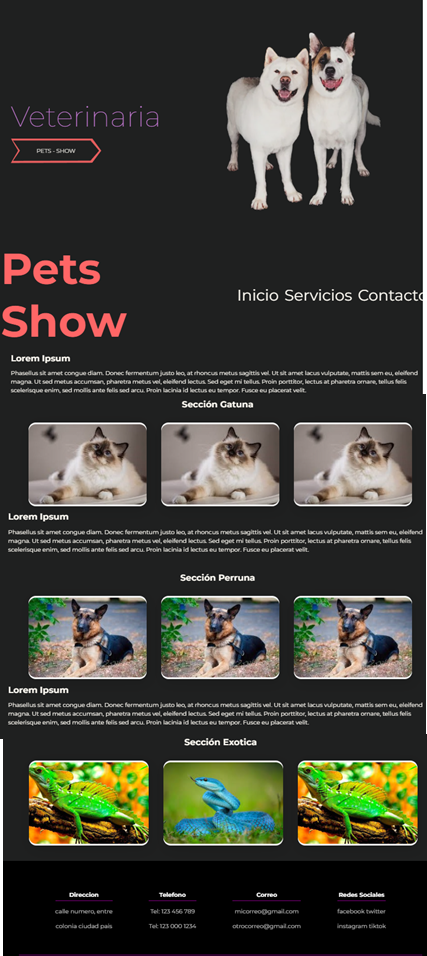 Veterinaria
PETS - SHOW
Pets
Show
Inicio Servicios Contacto
Lorem Ipsum
Phasellus sit amet congue diam. Donec fermentum justo leo, at rhoncus metus sagittis vel. Ut sit amet lacus vulputate, mattis sem eu, eleifend
magna. Ut sed metus accumsan, pharetra metus vel, eleifend lectus. Sed eget mi tellus. Proin porttitor, lectus at pharetra ornare, tellus felis
scelerisque enim, sed mollis ante felis sed arcu. Proin lacinia id lectus eu tempor. Fusce eu placerat velit.
Sección Gatuna
Lorem Ipsum
Phasellus sit amet congue diam. Donec fermentum justo leo, at rhoncus metus sagittis vel. Ut sit amet lacus vulputate, mattis sem eu, eleifend
magna. Ut sed metus accumsan, pharetra metus vel, eleifend lectus. Sed eget mi tellus. Proin porttitor, lectus at pharetra ornare, tellus felis
scelerisque enim, sed mollis ante felis sed arcu. Proin lacinia id lectus eu tempor. Fusce eu placerat velit.
Sección Perruna
Lorem Ipsum
Phasellus sit amet congue diam. Donec fermentum justo leo, at rhoncus metus sagittis vel. Ut sit amet lacus vulputate, mattis sem eu, eleifend
magna. Ut sed metus accumsan, pharetra metus vel, eleifend lectus. Sed eget mi tellus. Proin porttitor, lectus at pharetra ornare, tellus felis
scelerisque enim, sed mollis ante felis sed arcu. Proin lacinia id lectus eu tempor. Fusce eu placerat velit.
Sección Exotica
Direccion
calle numero, entre
colonia ciudad pais
Telefono
Tel: 123 456 789
Tel: 123 000 1234
Correo
micorreo@gmail.com
otrocorreo@gmail.com
Redes Sociales
facebook twitter
instagram tiktok